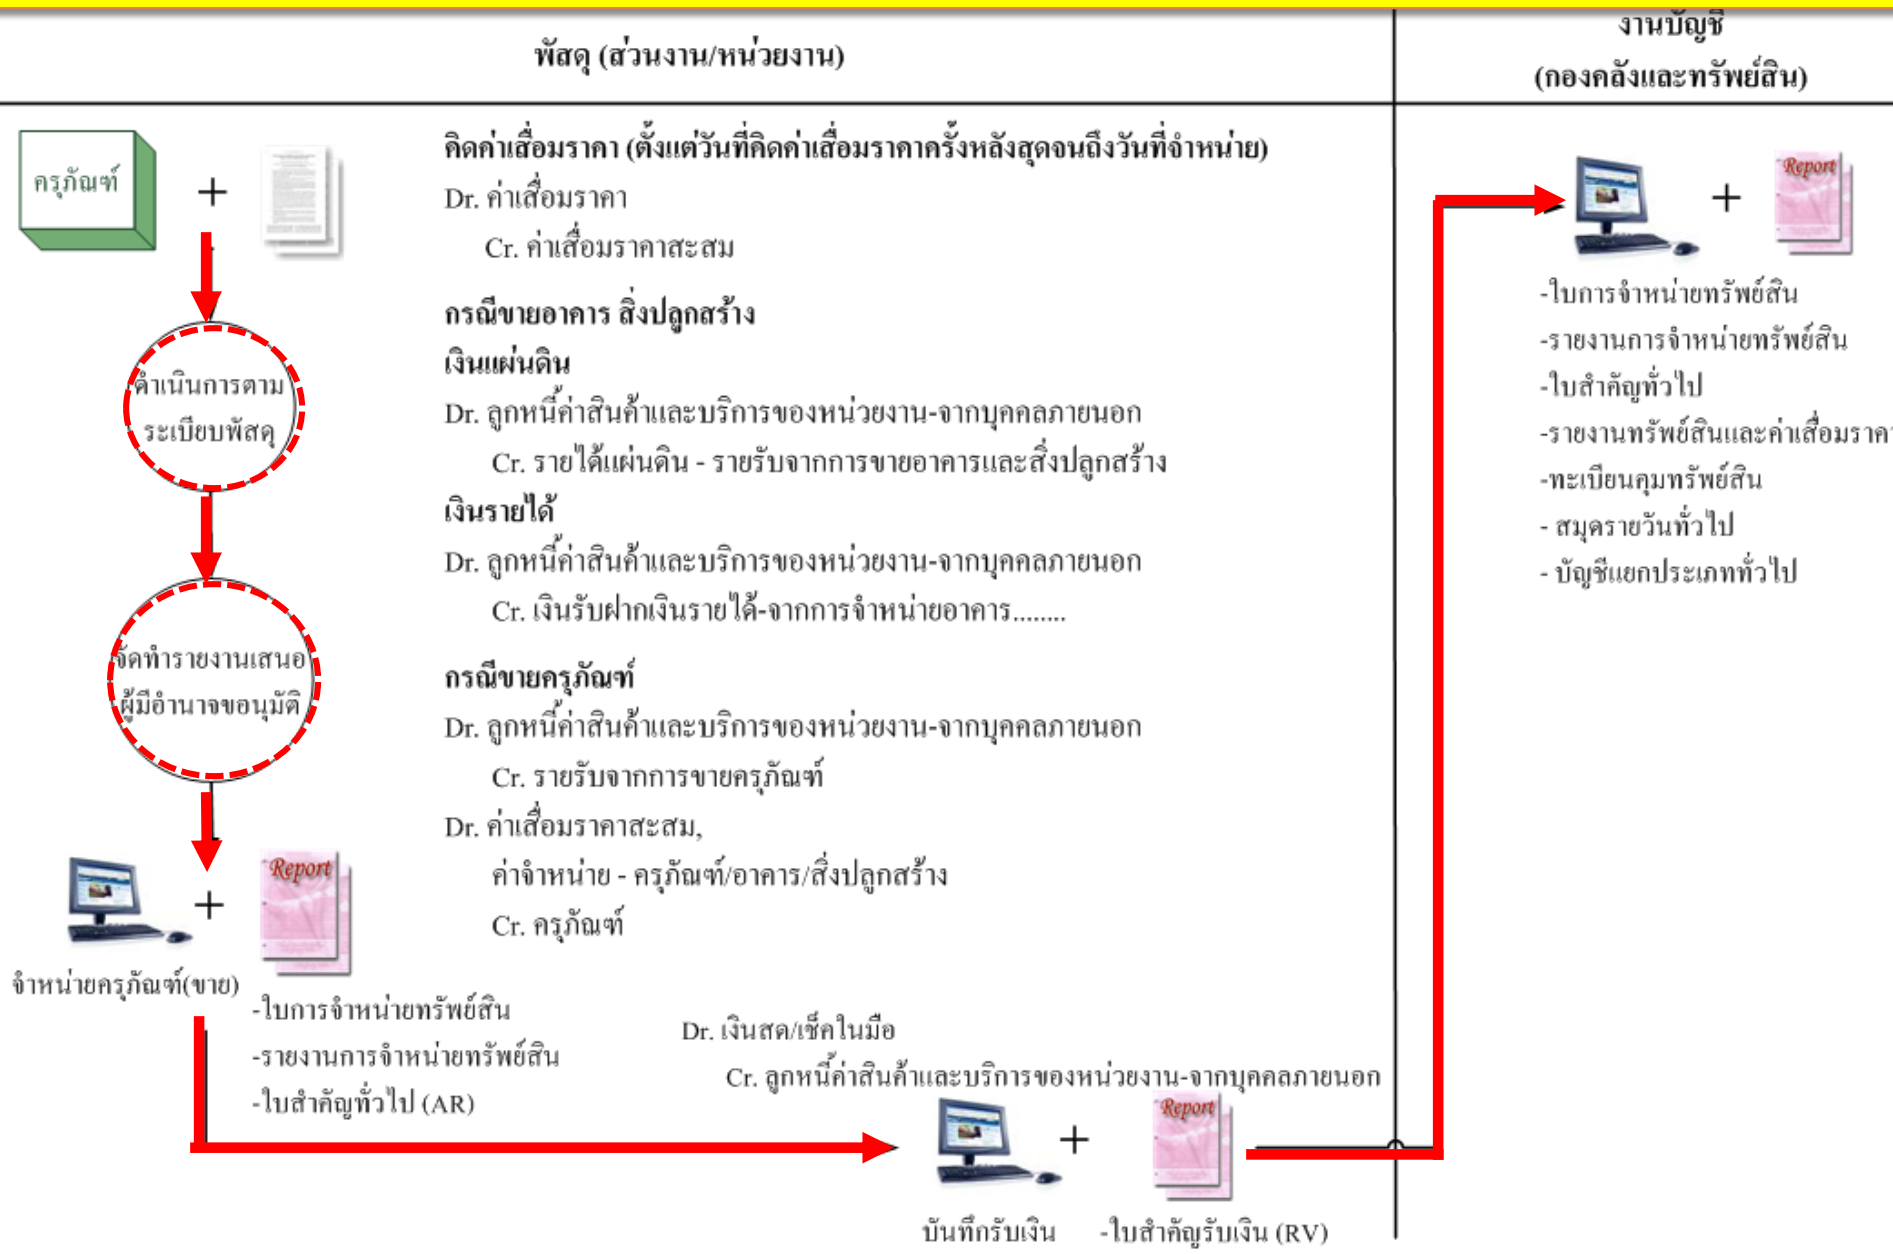 พัสดุ (ส่วนงาน/หน่วยงาน)
งานบัญชี
(กองคลังและทรัพย์สิน)
ครุภัณฑ์
+
ดำเนินการตาม
ระเบียบพัสดุ
จัดทำรายงานเสนอ
ผู้มีอำนาจขอนุมัติ
+
Report
จำหน่ายครุภัณฑ์(ขาย)
-ใบการจำหน่ายทรัพย์สิน
-รายงานการจำหน่ายทรัพย์สิน
-ใบสำคัญทั่วไป (AR)
คิดค่าเสื่อมราคา (ตั้งแต่วันที่คิดค่าเสื่อมราคาครั้งหลังสุดจนถึงวันที่จำหน่าย)
Dr. ค่าเสื่อมราคา
Cr. ค่าเสื่อมราคาสะสม
กรณีขายอาคาร สิ่งปลูกสร้าง
เงินแผ่นดิน
Dr. ลูกหนี้ค่าสินค้าและบริการของหน่วยงาน-จากบุคคลภายนอก
Cr. รายได้แผ่นดิน - รายรับจากการขายอาคารและสิ่งปลูกสร้าง
เงินรายได้
Dr. ลูกหนี้ค่าสินค้าและบริการของหน่วยงาน-จากบุคคลภายนอก
Cr. เงินรับฝากเงินรายได้-จากการจำหน่ายอาคาร........
กรณีขายครุภัณฑ์
Dr. ลูกหนี้ค่าสินค้าและบริการของหน่วยงาน-จากบุคคลภายนอก
Cr. รายรับจากการขายครุภัณฑ์
Dr. ค่าเสื่อมราคาสะสม,
ค่าจำหน่าย - ครุภัณฑ์/อาคาร/สิ่งปลูกสร้าง
Cr. ครุภัณฑ์
Dr. เงินสด/เช็คในมือ
Cr. ลูกหนี้ค่าสินค้าและบริการของหน่วยงาน-จากบุคคลภายนอก
+
Report
บันทึกรับเงิน
-ใบสำคัญรับเงิน (RV)
+
Report
-ใบการจำหน่ายทรัพย์สิน
-รายงานการจำหน่ายทรัพย์สิน
-ใบสำคัญทั่วไป
-รายงานทรัพย์สินและค่าเสื่อมราคา
-ทะเบียนคุมทรัพย์สิน
- สมุดรายวันทั่วไป
- บัญชีแยกประเภททั่วไป